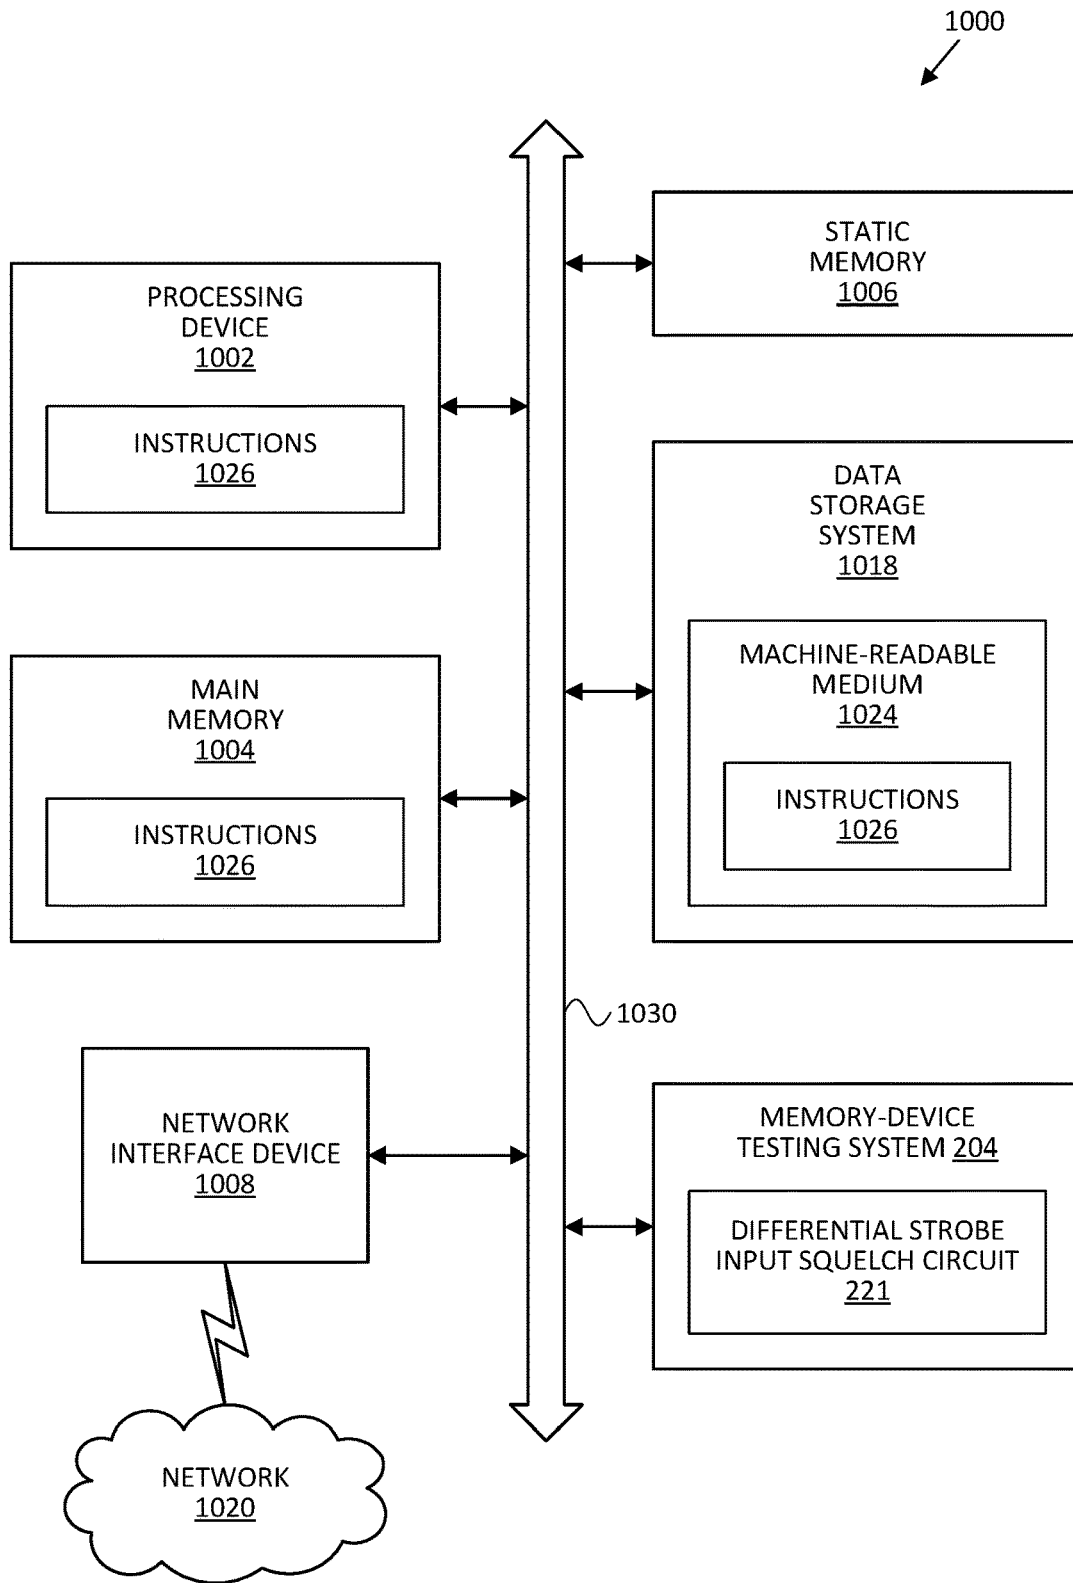 1000
STATIC
MEMORY
1006
PROCESSING
DEVICE
1002
INSTRUCTIONS
1026
DATA
STORAGE
SYSTEM
1018
MACHINE-READABLE
MEDIUM
1024
INSTRUCTIONS
1026
MAIN
MEMORY
1004
INSTRUCTIONS
1026
1030
NETWORK
INTERFACE DEVICE
1008
MEMORY-DEVICE
TESTING SYSTEM 204
DIFFERENTIAL STROBE
INPUT SQUELCH CIRCUIT
221
NETWORK
1020